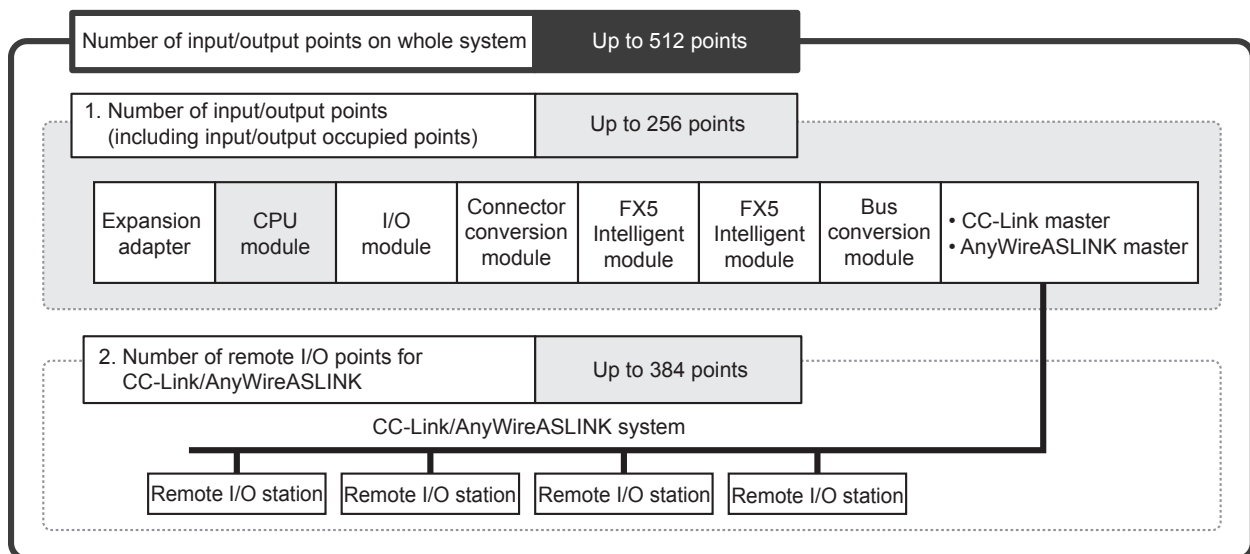 Number of input/output points on whole system
Up to 512 points
1. Number of input/output points
(including input/output occupied points)
Up to 256 points
Expansion
adapter
CPU
module
I/O
module
Connector
conversion
module
FX5
Intelligent
module
FX5
Intelligent
module
Bus
conversion
module
• CC-Link master
• AnyWireASLINK master
2. Number of remote I/O points for
CC-Link/AnyWireASLINK
Up to 384 points
CC-Link/AnyWireASLINK system
Remote I/O station
Remote I/O station
Remote I/O station
Remote I/O station